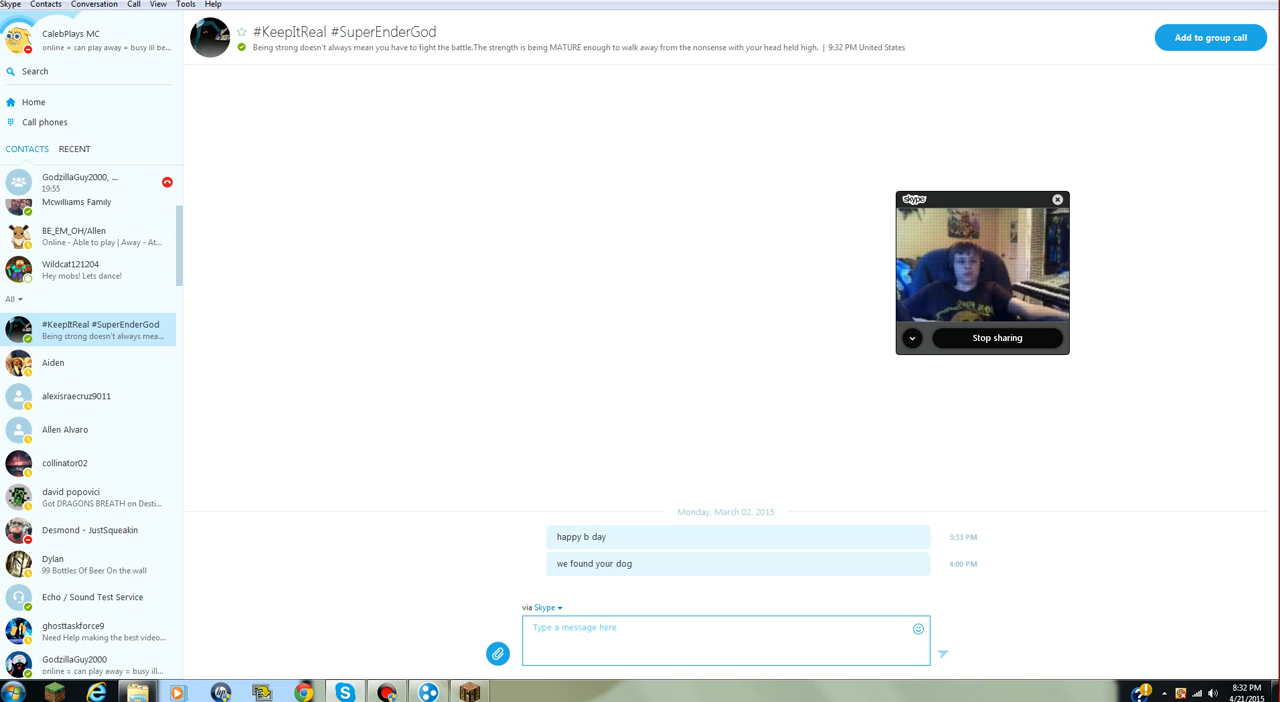 Skype Contacts Conversation Call View Tools Help
CalebPlays MC
online = can play away = busy ill be...
Search
Home
Call phones
CONTACTS RECENT
GodzillaGuy2000, ...
19:55
Mcwilliams Family
BE_EM_OH/Allen
Online - Able to play | Away - At...
Wildcat121204
Hey mobs! Lets dance!
All
#KeepItReal #SuperEnderGod
Being strong doesn't always mea...
Aiden
alexisraecruz9011
Allen Alvaro
collinator02
david popovici
Got DRAGONS BREATH on Desti...
Desmond - JustSqueakin
Dylan
99 Bottles Of Beer On the wall
Echo / Sound Test Service
ghosttaskforce9
Need Help making the best video...
GodzillaGuy2000
online = can play away = busy ill...
#KeepItReal #SuperEnderGod
Being strong doesn't always mean you have to fight the battle.The strength is being MATURE enough to walk away from the nonsense with your head held high. | 9:32 PM United States
Add to group call
skype
Stop sharing
Monday, March 02, 2015
happy b day 3:33 PM
we found your dog 4:00 PM
via Skype
Type a message here
8:32 PM
4/21/2015